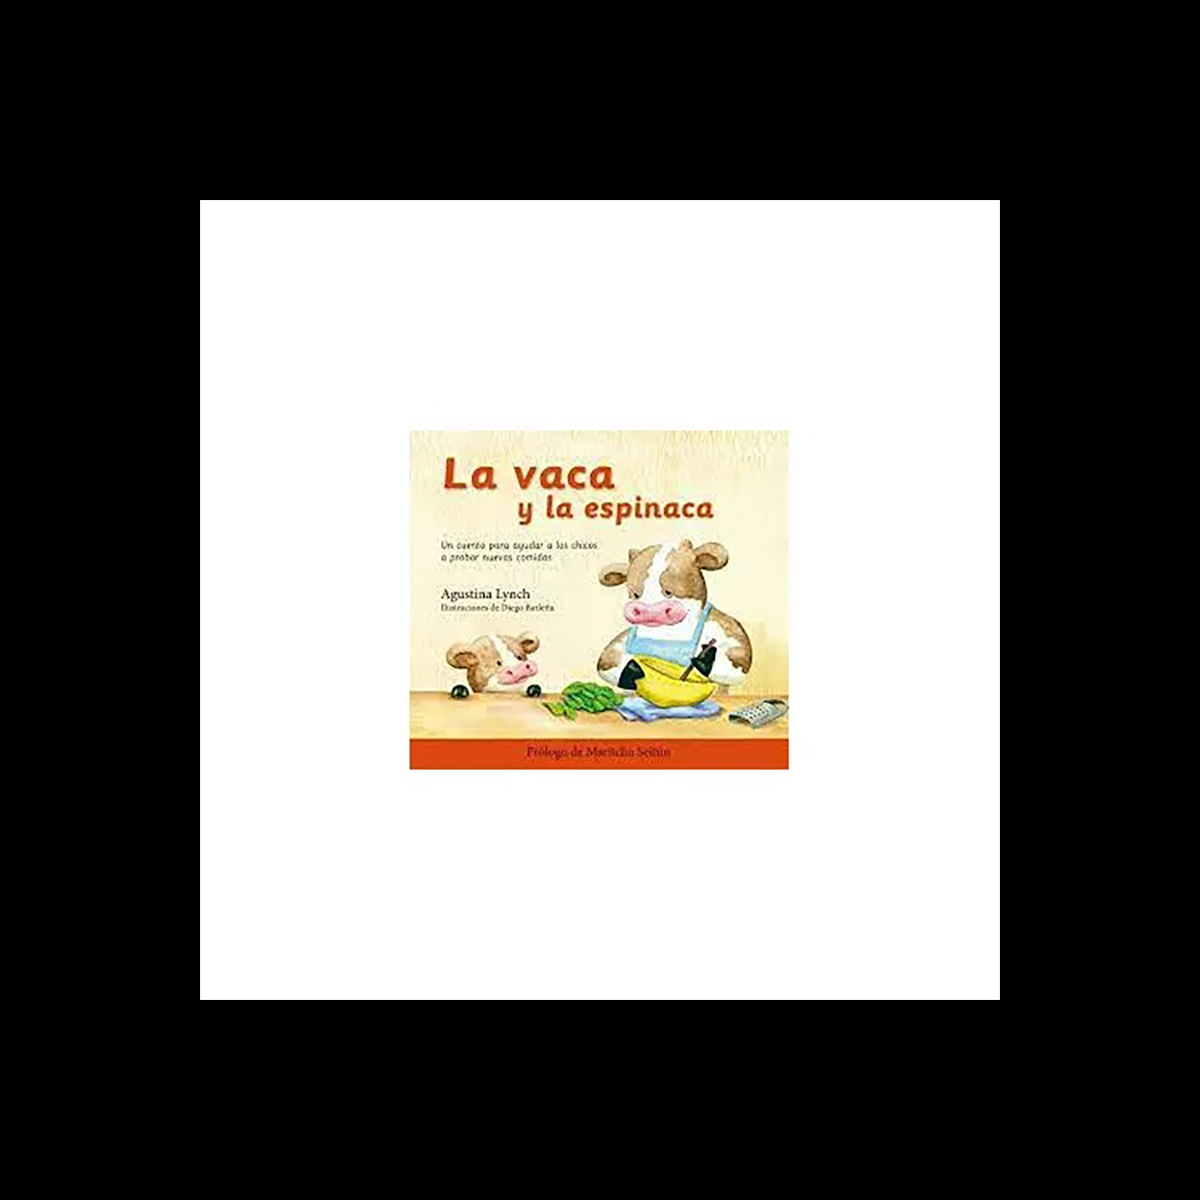 La vaca
y la espinaca
Un cuento para ayudar a los chicos
a probar nuevas comidas
Agustina Lynch
Ilustraciones de Diego
Prólogo de Maritchu Seitún